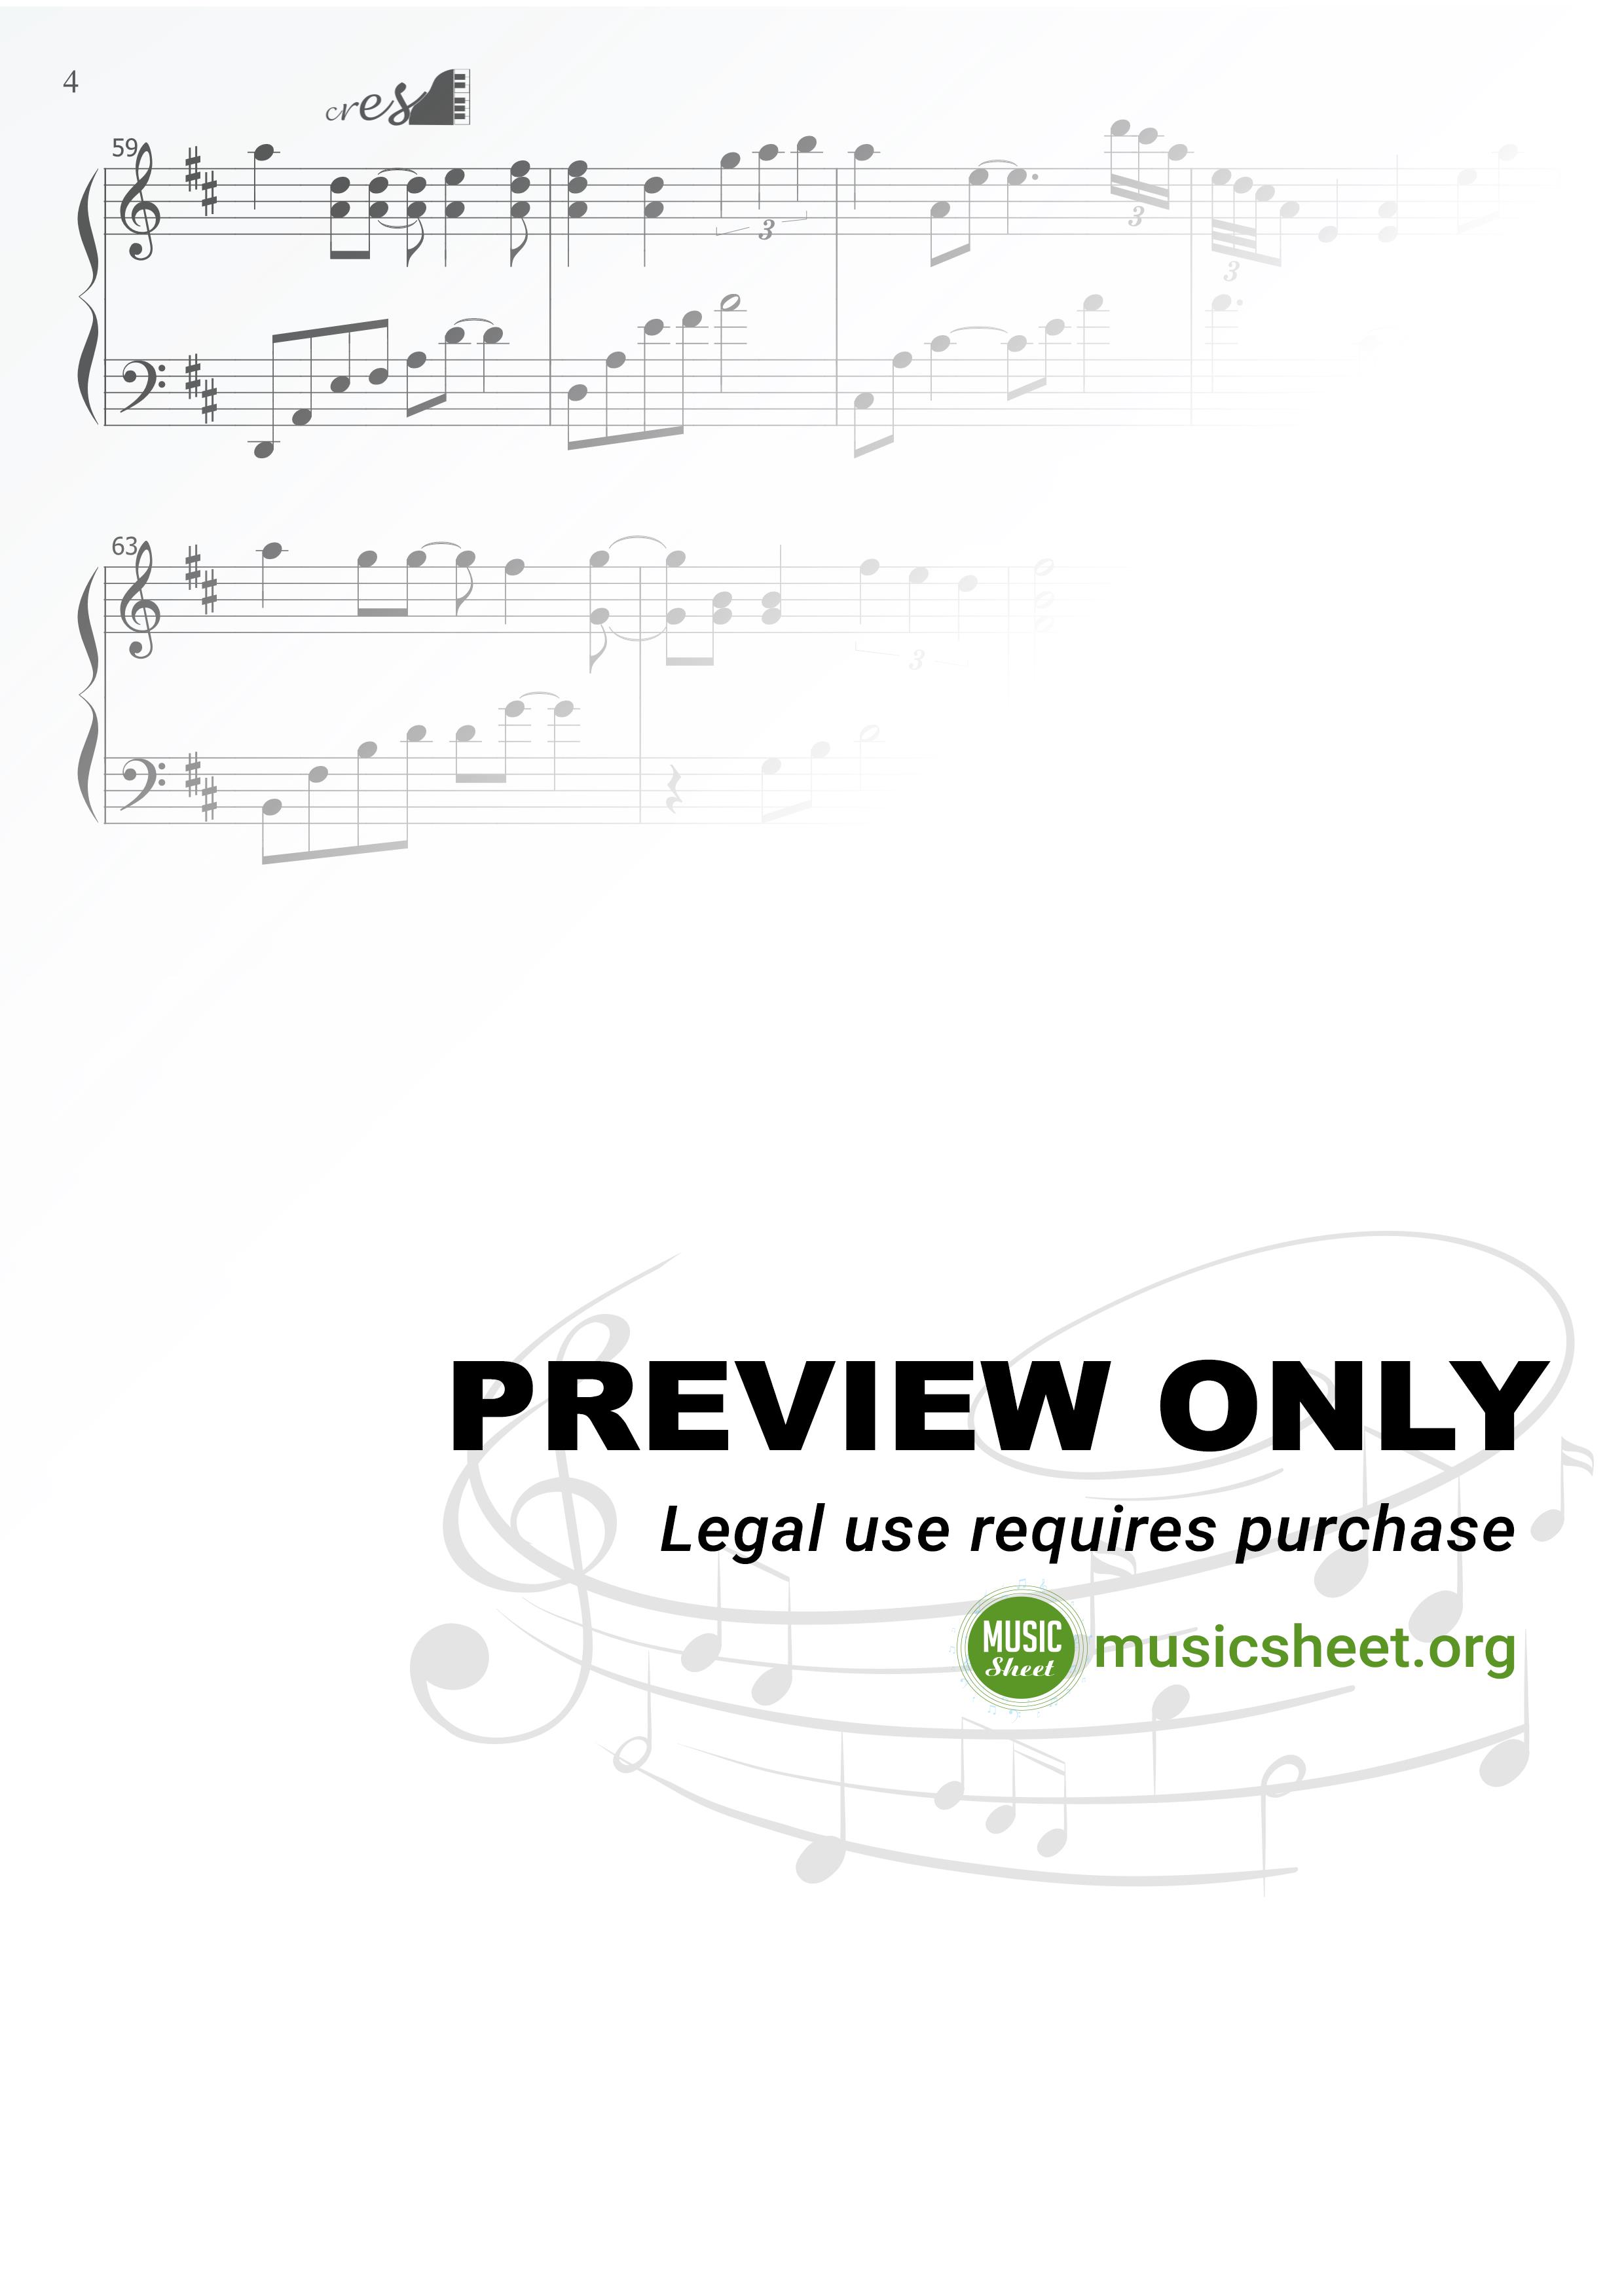 4
cres
59
3
3
3
63
3
PREVIEW ONLY
Legal use requires purchase
MUSIC
Sheet
musicsheet.org